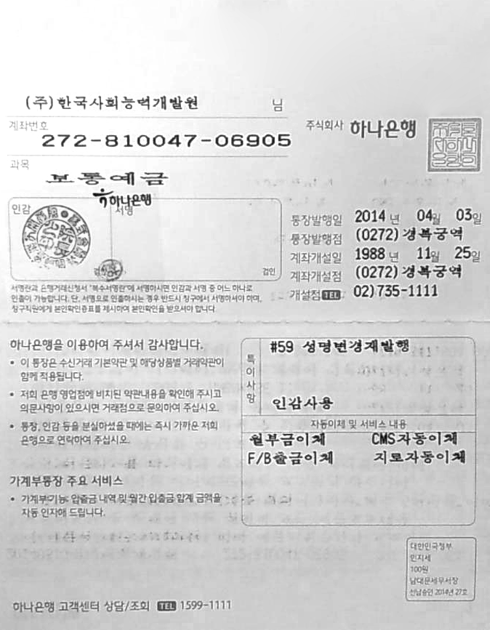 (주)한국사회능력개발원 님
계좌번호
272-810047-06905
주식회사 하나은행
과목
보통예금
하나은행
인감 서명
검인
통장발행일 2014 년 04 월 03 일
통장발행점 (0272) 경복궁역
계좌개설일 1988 년 11 월 25 일
계좌개설점 (0272) 경복궁역
개설점 TEL 02) 735-1111
서명란과 은행거래신청서 "복수서명란"에 서명하시면 인감과 서명 중 어느 하나로
인출이 가능합니다. 단, 서명으로 인출하시는 경우 반드시 창구에서 서명하셔야 하며,
창구직원에게 본인확인증표를 제시하여 본인확인을 받으셔야 합니다.
하나은행을 이용하여 주셔서 감사합니다.
• 이 통장은 수신거래 기본약관 및 해당상품별 거래약관이
함께 적용됩니다.
• 저희 은행 영업점에 비치된 약관내용을 확인해 주시고
의문사항이 있으시면 거래점으로 문의하여 주십시오.
• 통장, 인감 등을 분실하셨을 때에는 즉시 가까운 저희
은행으로 연락하여 주십시오.
가계부통장 주요 서비스
• 가계부기능: 입출금 내역 및 월간 입출금 합계 금액을
자동 인자해 드립니다.
특이사항
#59 성명변경재발행
인감사용
자동이체 및 서비스 내용
월부금이체 CMS자동이체
F/B출금이체 지로자동이체
대한민국정부
인지세
100원
남대문세무서장
전납승인 2014년 27호
하나은행 고객센터 상담/조회 TEL 1599-1111